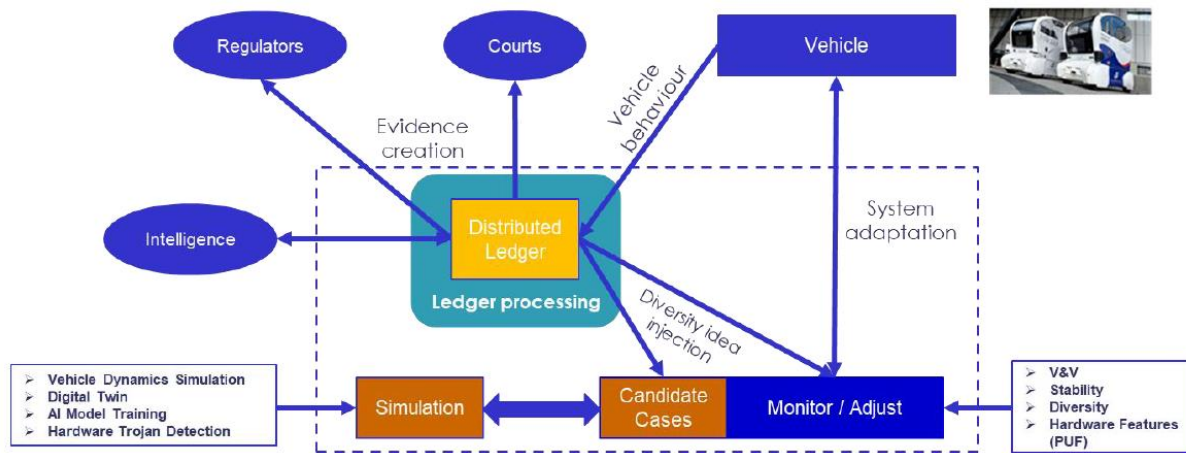 Regulators
Courts
Vehicle
Evidence
creation
Vehicle
behaviour
Intelligence
Distributed
Ledger
Ledger processing
System
adaptation
Diversity idea
injection
➢ Vehicle Dynamics Simulation
➢ Digital Twin
➢ AI Model Training
➢ Hardware Trojan Detection
Simulation
Candidate
Cases
Monitor / Adjust
➢ V&V
➢ Stability
➢ Diversity
➢ Hardware Features
(PUF)